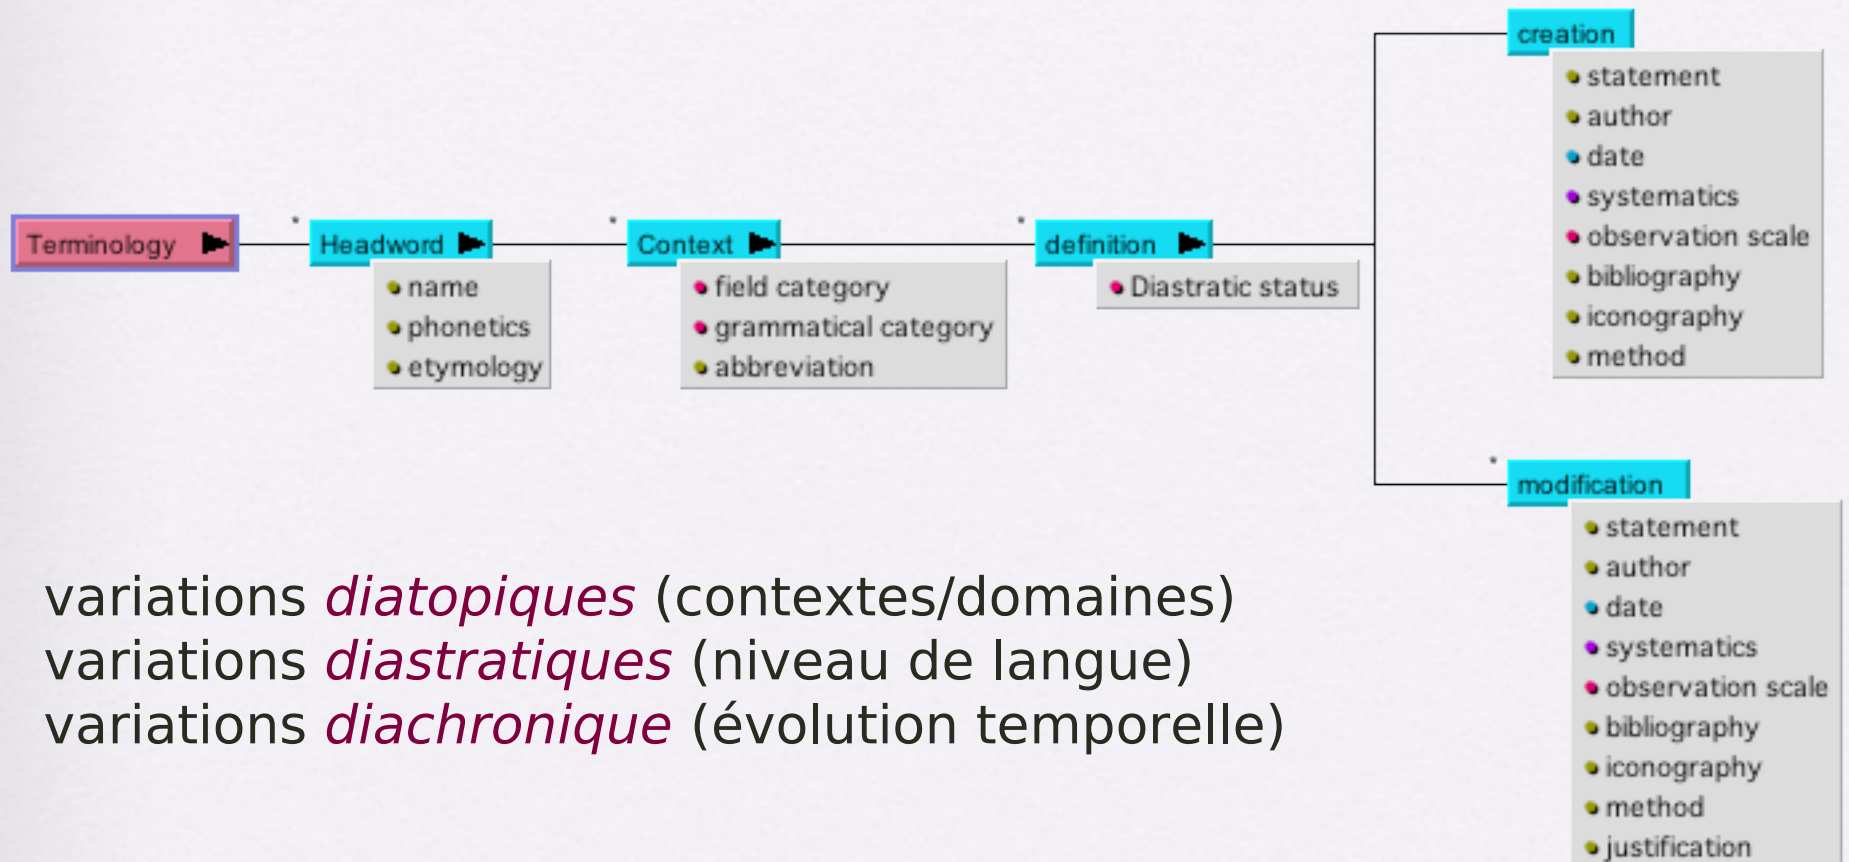 Terminology
* Headword
name
phonetics
etymology
* Context
field category
grammatical category
abbreviation
* definition
Diastratic status
creation
statement
author
date
systematics
observation scale
bibliography
iconography
method
* modification
statement
author
date
systematics
observation scale
bibliography
iconography
method
justification
variations diatopiques (contextes/domaines)
variations diastratiques (niveau de langue)
variations diachronique (évolution temporelle)